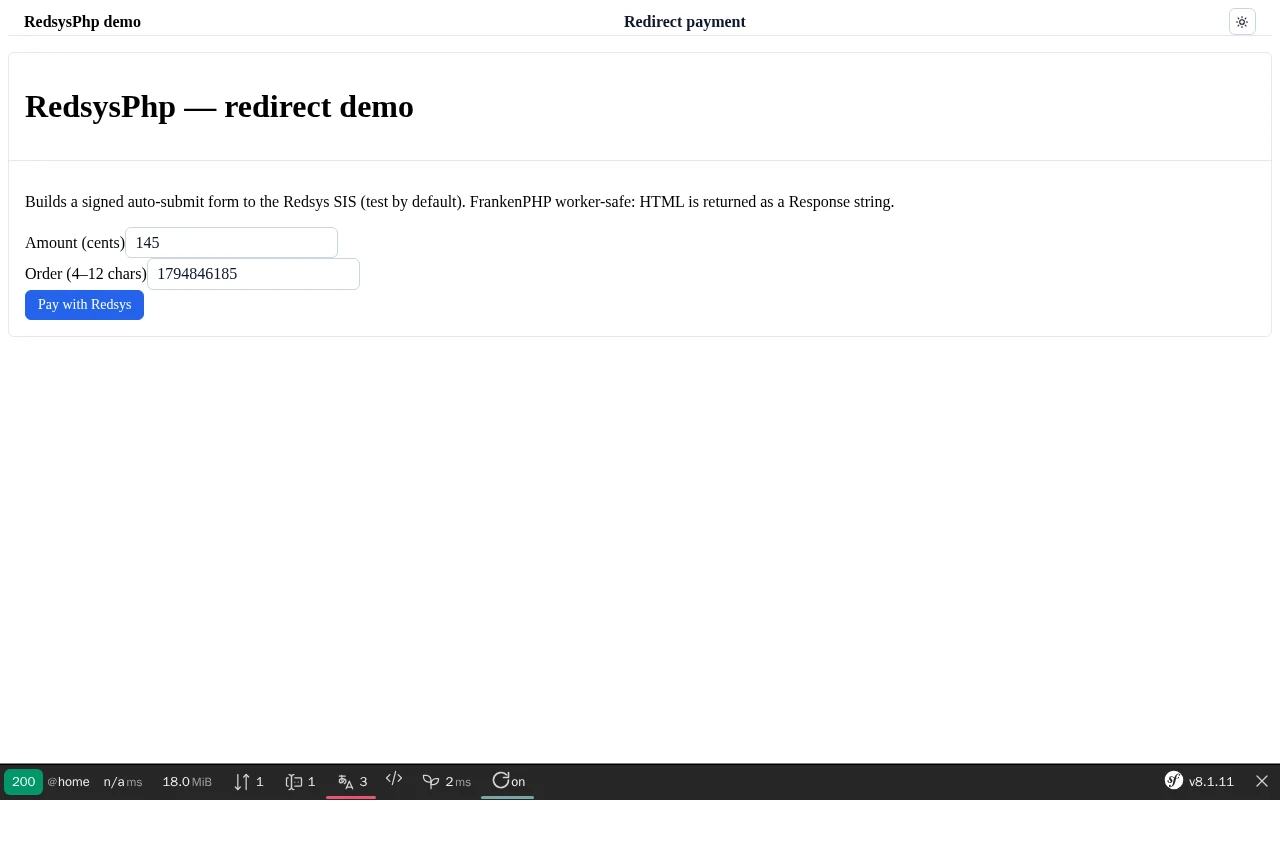 RedsysPhp demo
Redirect payment
RedsysPhp — redirect demo
Builds a signed auto-submit form to the Redsys SIS (test by default). FrankenPHP worker-safe: HTML is returned as a Response string.
Amount (cents) 145
Order (4–12 chars) 1794846185
Pay with Redsys
200 @home n/a ms 18.0 MiB 1 1 3 2 ms on v8.1.11